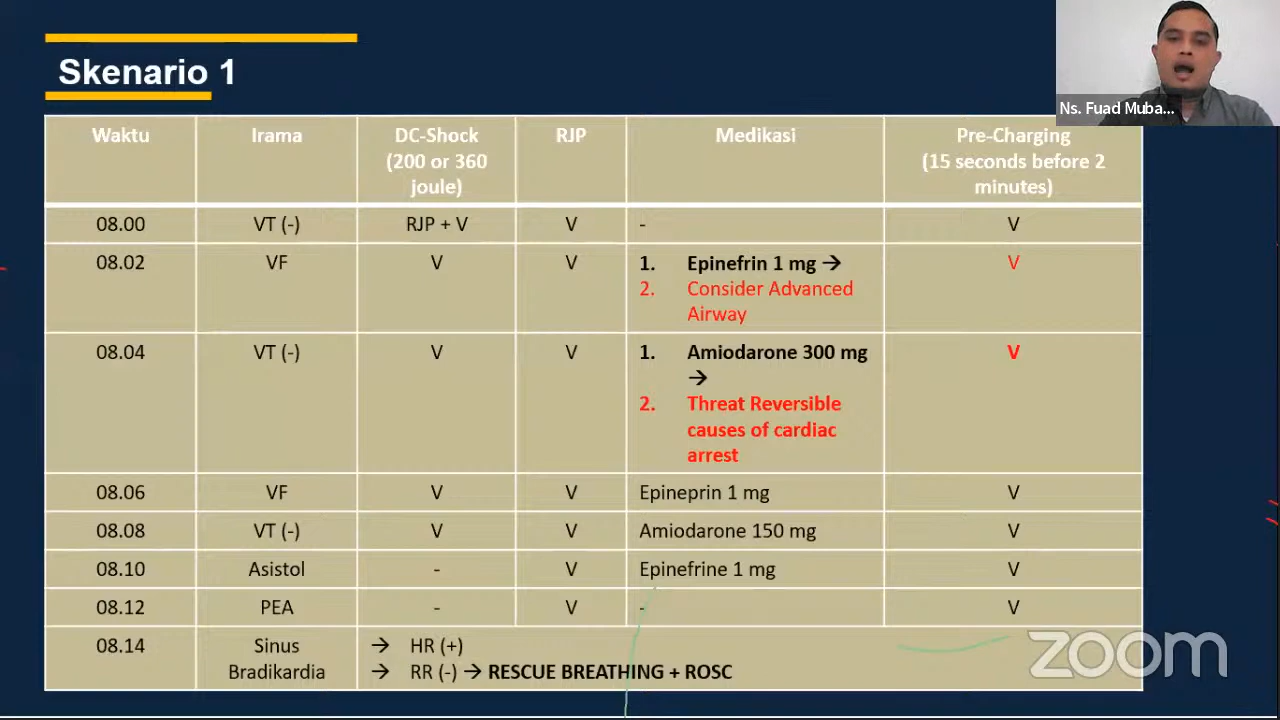 Skenario 1
Ns. Fuad Muba...
Waktu
Irama
DC-Shock
(200 or 360
joule)
RJP
Medikasi
Pre-Charging
(15 seconds before 2
minutes)
08.00
VT (-)
RJP + V
V
-
V
08.02
VF
V
V
1. Epinefrin 1 mg →
2. Consider Advanced
Airway
V
08.04
VT (-)
V
V
1. Amiodarone 300 mg
→
2. Threat Reversible
causes of cardiac
arrest
V
08.06
VF
V
V
Epineprin 1 mg
V
08.08
VT (-)
V
V
Amiodarone 150 mg
V
08.10
Asistol
-
V
Epinefrine 1 mg
V
08.12
PEA
-
V
-
V
08.14
Sinus
Bradikardia
→ HR (+)
→ RR (-) → RESCUE BREATHING + ROSC
zoom